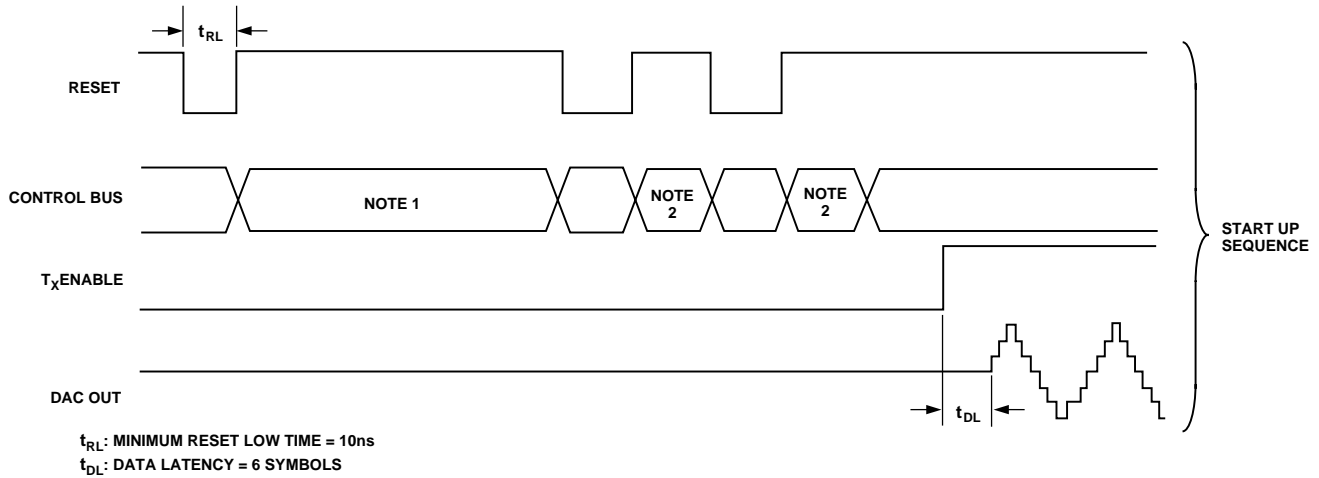 tRL
RESET
CONTROL BUS
NOTE 1
NOTE
2
NOTE
2
START UP
SEQUENCE
TXENABLE
DAC OUT
tDL
tRL: MINIMUM RESET LOW TIME = 10ns
tDL: DATA LATENCY = 6 SYMBOLS